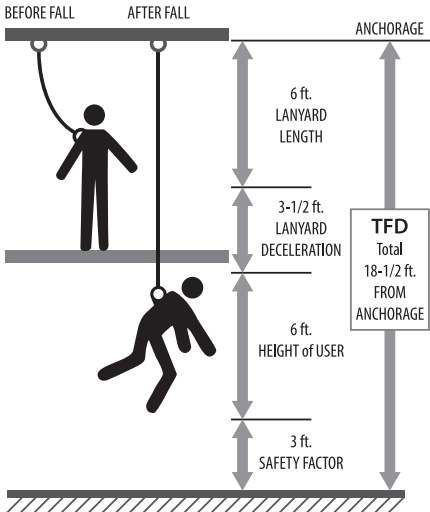 BEFORE FALL
AFTER FALL
ANCHORAGE
6 ft.
LANYARD
LENGTH
3-1/2 ft.
LANYARD
DECELERATION
TFD
Total
18-1/2 ft.
FROM
ANCHORAGE
6 ft.
HEIGHT of USER
3 ft.
SAFETY FACTOR